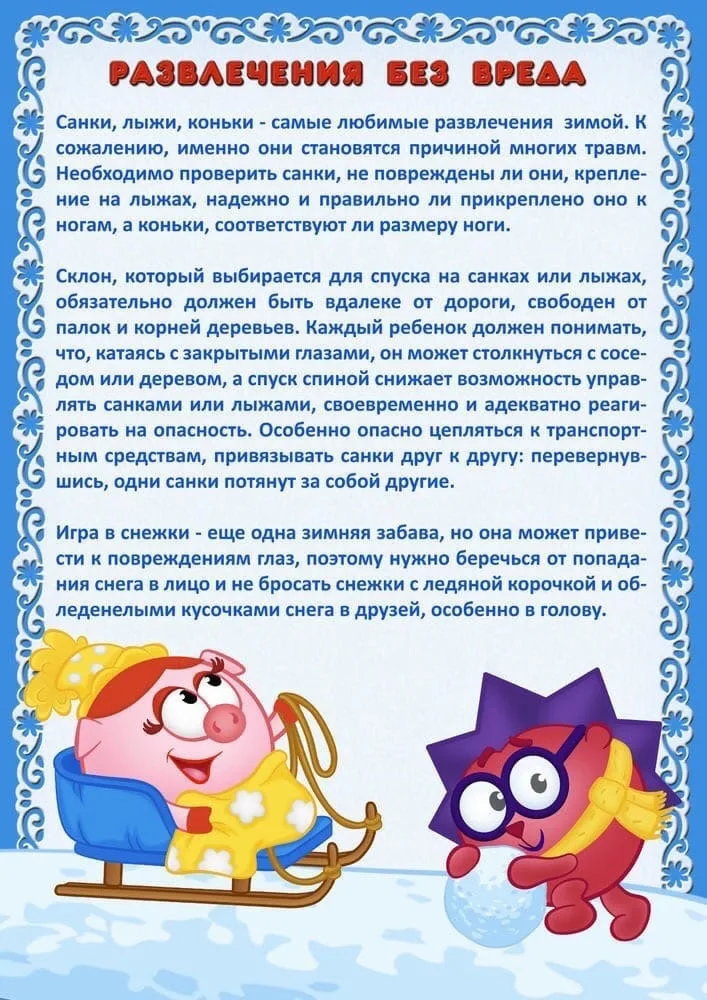 РАЗВЛЕЧЕНИЯ БЕЗ ВРЕДА
Санки, лыжи, коньки - самые любимые развлечения зимой. К
сожалению, именно они становятся причиной многих травм.
Необходимо проверить санки, не повреждены ли они, крепле-
ние на лыжах, надежно и правильно ли прикреплено оно к
ногам, а коньки, соответствуют ли размеру ноги.
Склон, который выбирается для спуска на санках или лыжах,
обязательно должен быть вдалеке от дороги, свободен от
палок и корней деревьев. Каждый ребенок должен понимать,
что, катаясь с закрытыми глазами, он может столкнуться с сосе-
дом или деревом, а спуск спиной снижает возможность управ-
лять санками или лыжами, своевременно и адекватно реаги-
ровать на опасность. Особенно опасно цепляться к транспорт-
ным средствам, привязывать санки друг к другу: перевернув-
шись, одни санки потянут за собой другие.
Игра в снежки - еще одна зимняя забава, но она может приве-
сти к повреждениям глаз, поэтому нужно беречься от попада-
ния снега в лицо и не бросать снежки с ледяной корочкой и об-
леденелыми кусочками снега в друзей, особенно в голову.